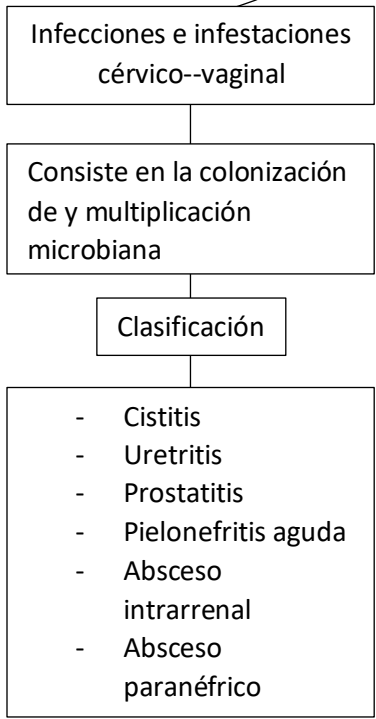 Infecciones e infestaciones
cérvico--vaginal
Consiste en la colonización
de y multiplicación
microbiana
Clasificación
- Cistitis
- Uretritis
- Prostatitis
- Pielonefritis aguda
- Absceso
intrarrenal
- Absceso
paranéfrico